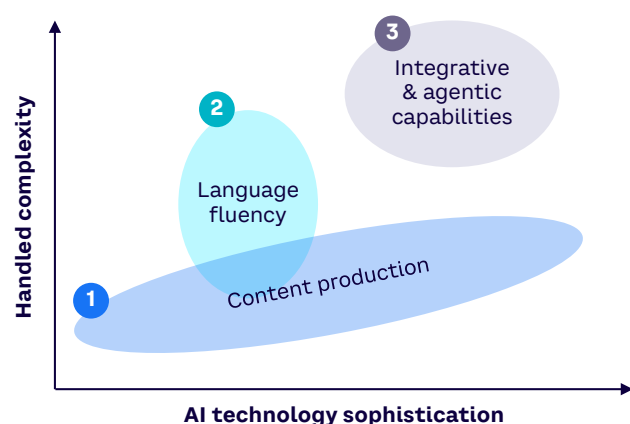 3
Integrative
& agentic
capabilities
2
Language
fluency
1
Content production
Handled complexity
AI technology sophistication